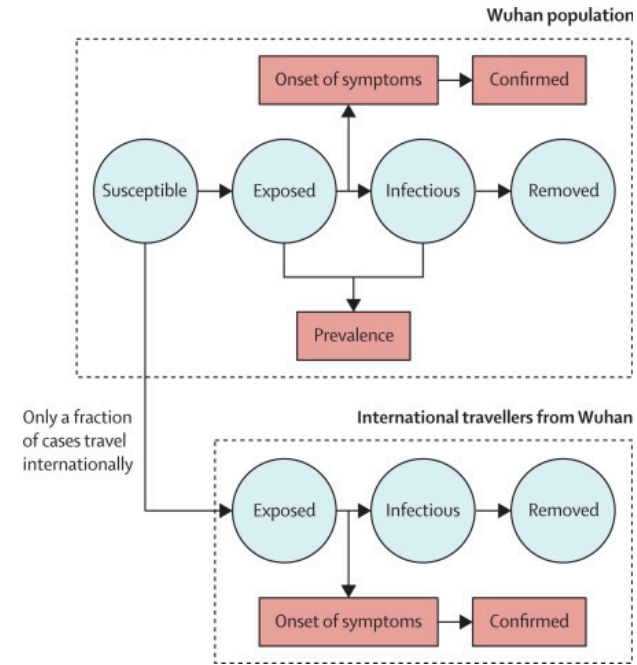 Wuhan population
Onset of symptoms
Confirmed
Susceptible
Exposed
Infectious
Removed
Prevalence
Only a fraction
of cases travel
internationally
International travellers from Wuhan
Exposed
Infectious
Removed
Onset of symptoms
Confirmed